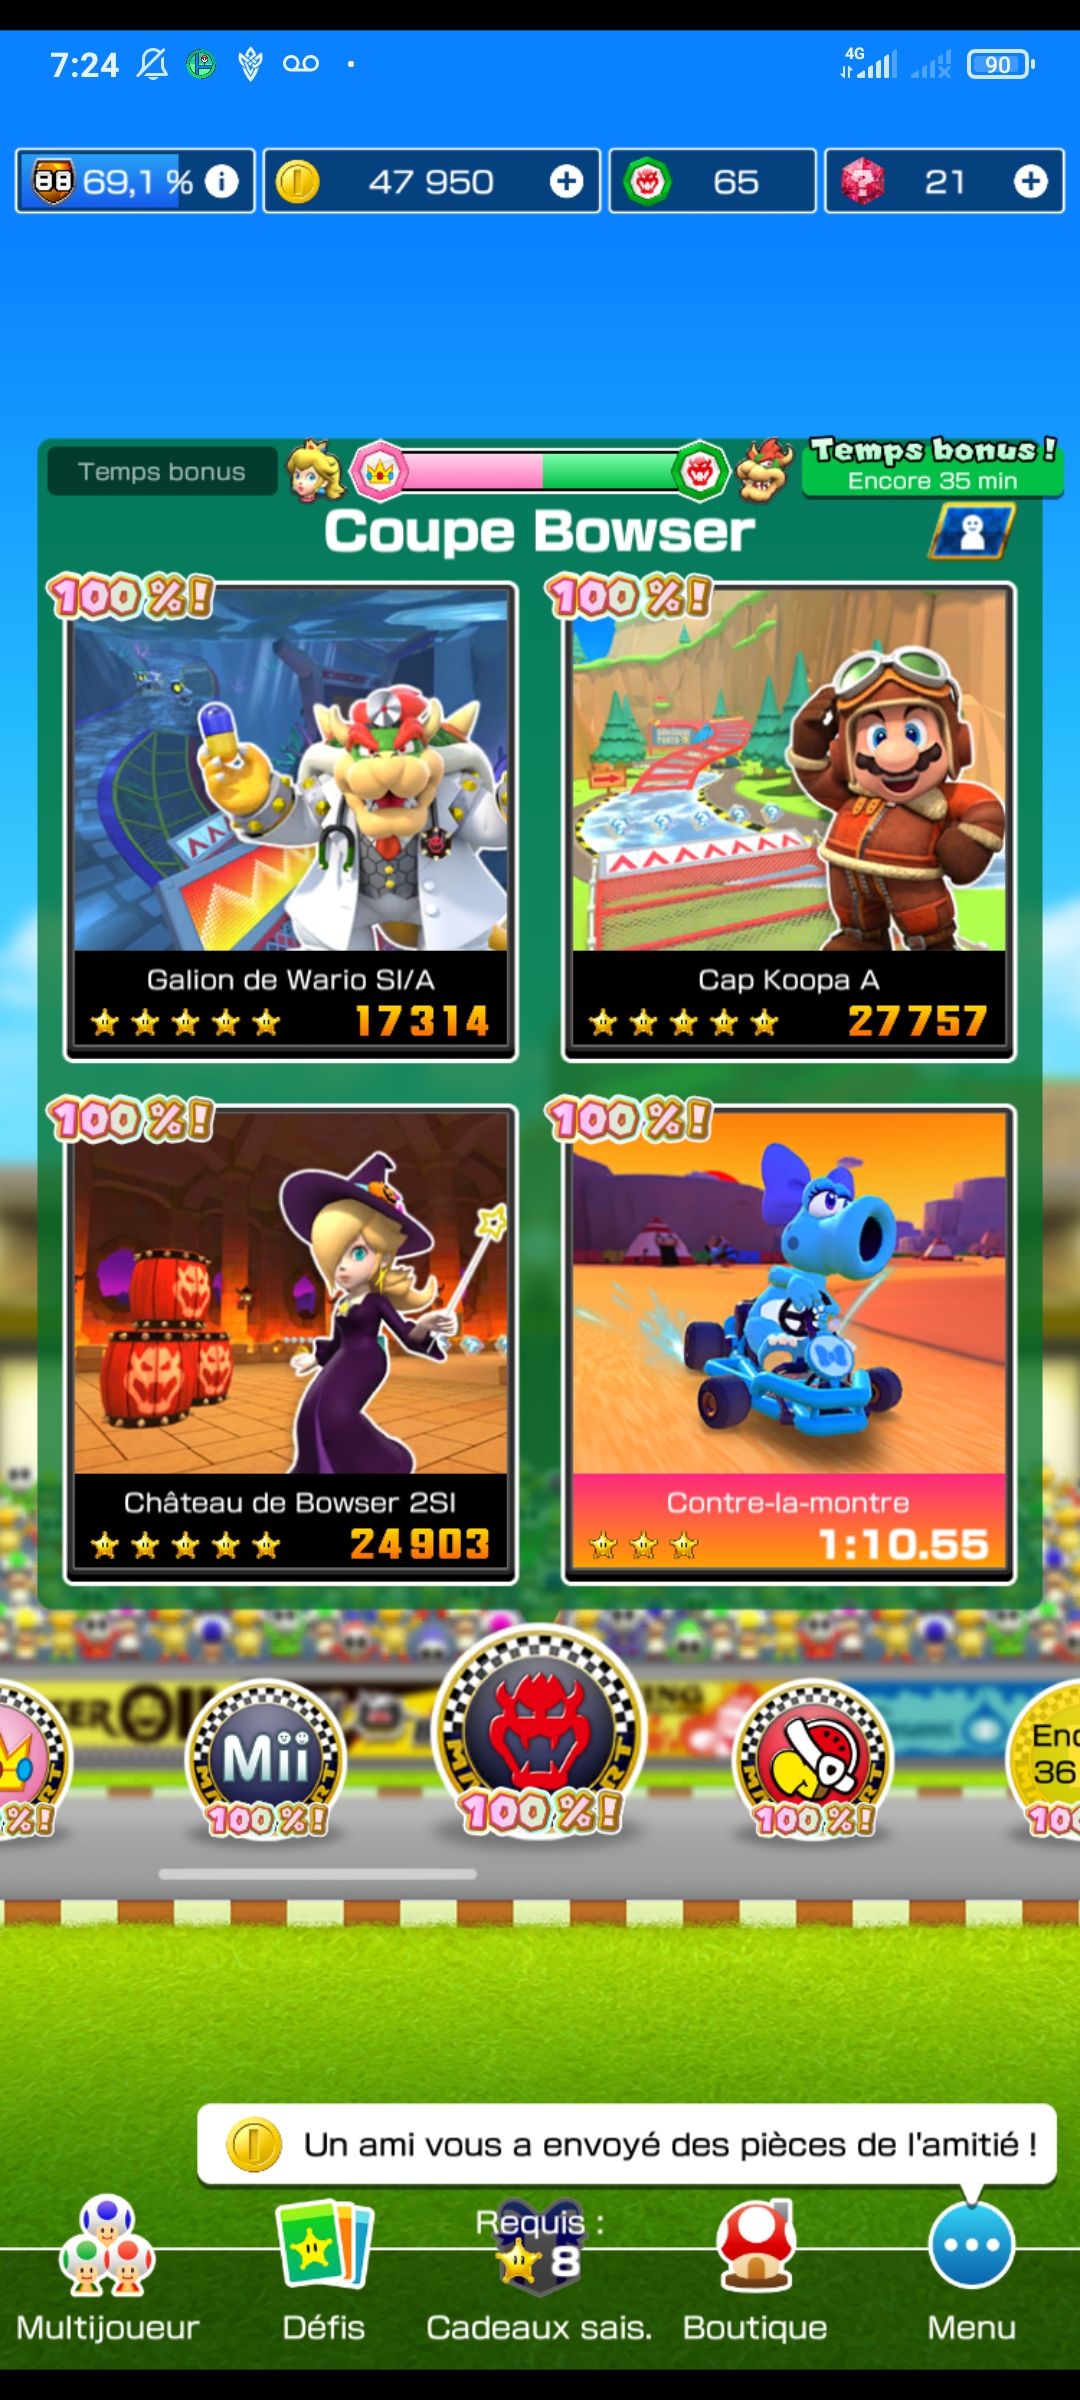 7:24
4G
90
88 69,1 % i
47 950
65
21
Temps bonus
Temps bonus !
Encore 35 min
Coupe Bowser
100 %!
100 %!
Galion de Wario SI/A
17314
Cap Koopa A
27757
100 %!
100 %!
Château de Bowser 2SI
24903
Contre-la-montre
1:10.55
Mii
36
%!
100 %!
100 %!
100 %!
100
Un ami vous a envoyé des pièces de l'amitié !
Requis :
8
Multijoueur
Défis
Cadeaux sais.
Boutique
Menu